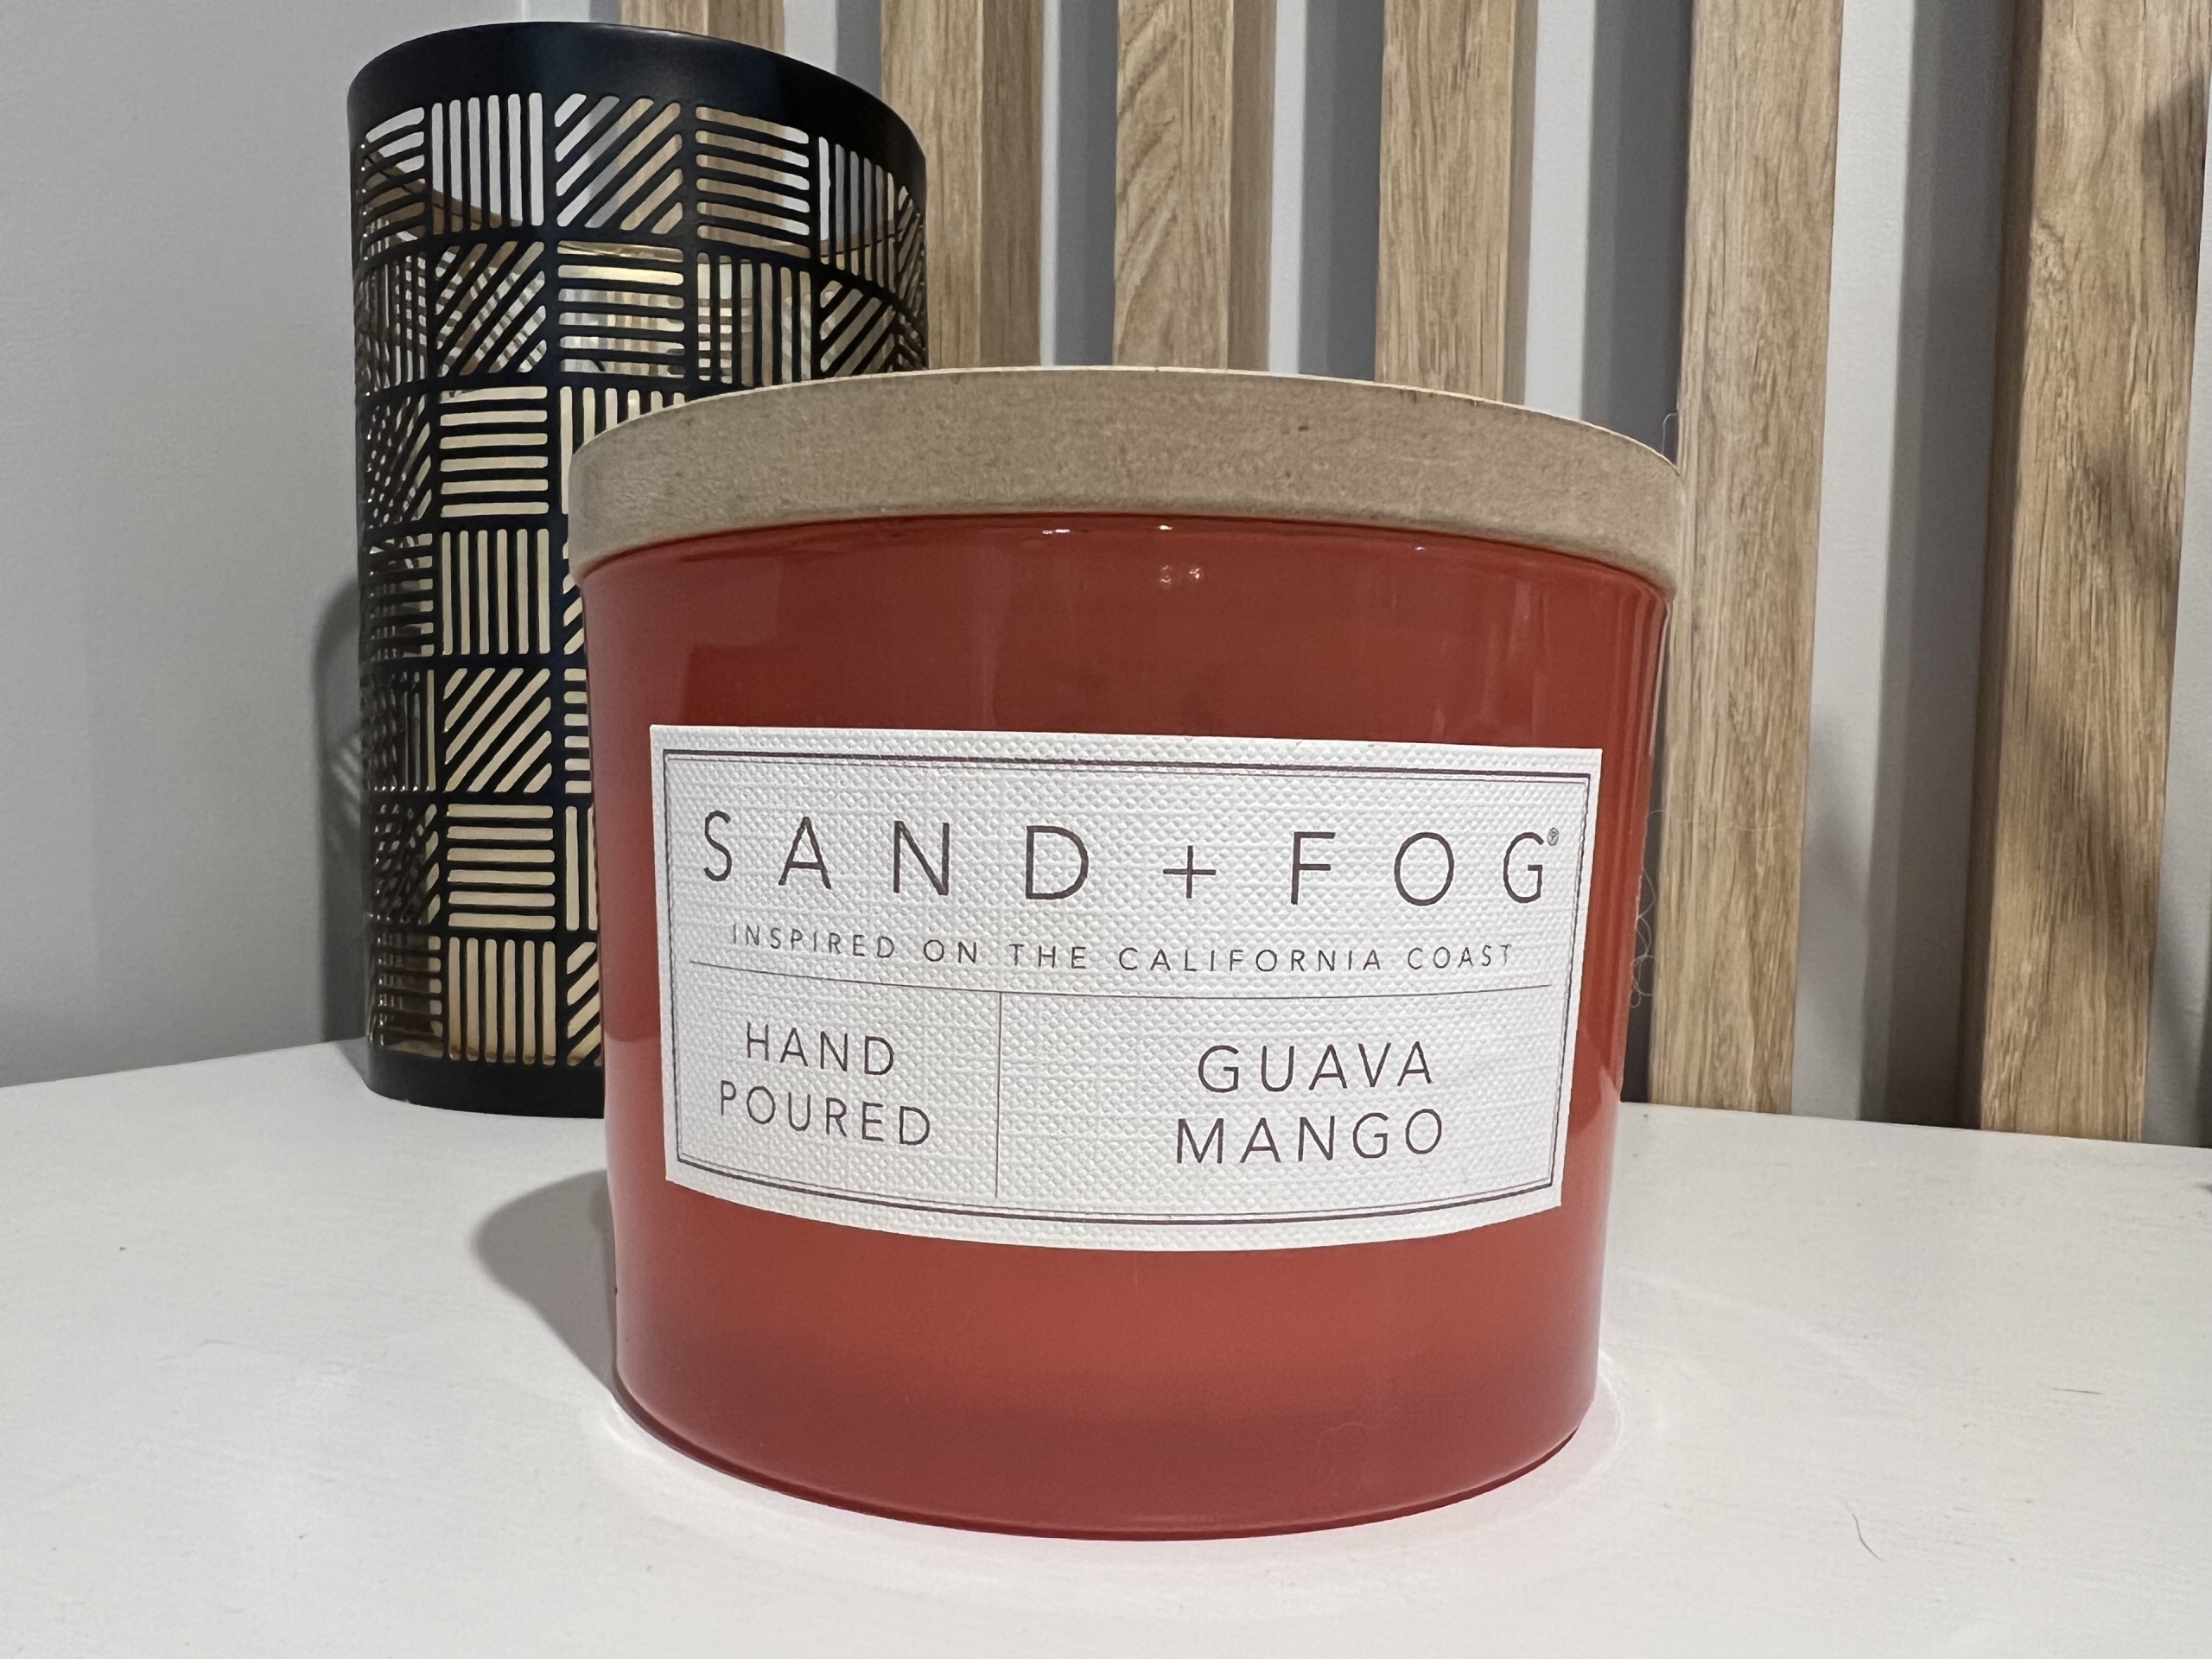 SAND + FOG®
INSPIRED ON THE CALIFORNIA COAST
HAND
POURED
GUAVA
MANGO